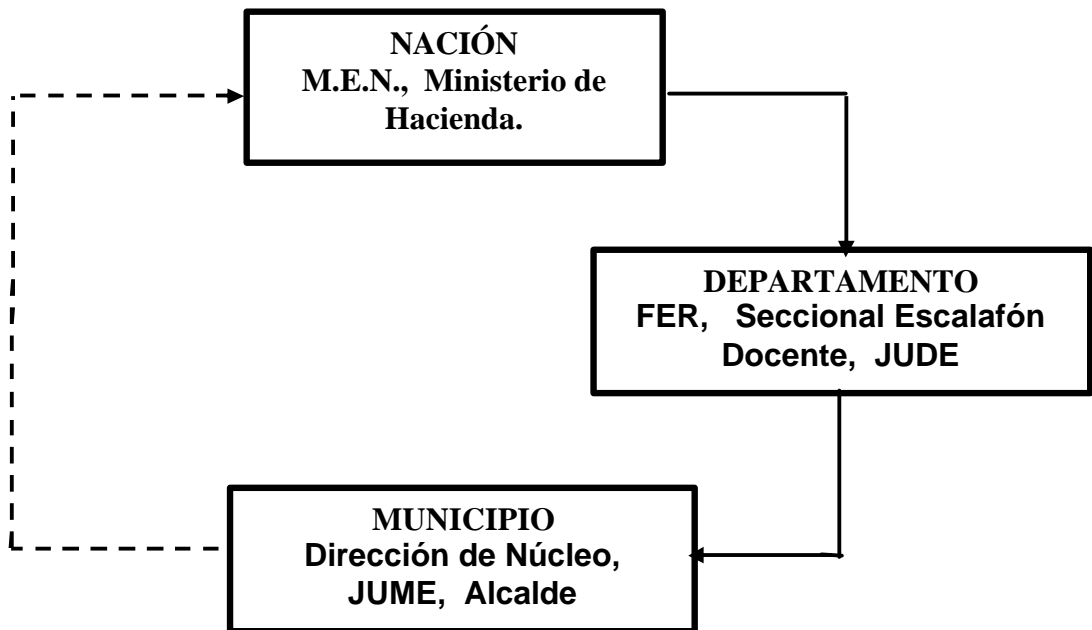 NACIÓN
M.E.N., Ministerio de
Hacienda.
DEPARTAMENTO
FER, Seccional Escalafón
Docente, JUDE
MUNICIPIO
Dirección de Núcleo,
JUME, Alcalde